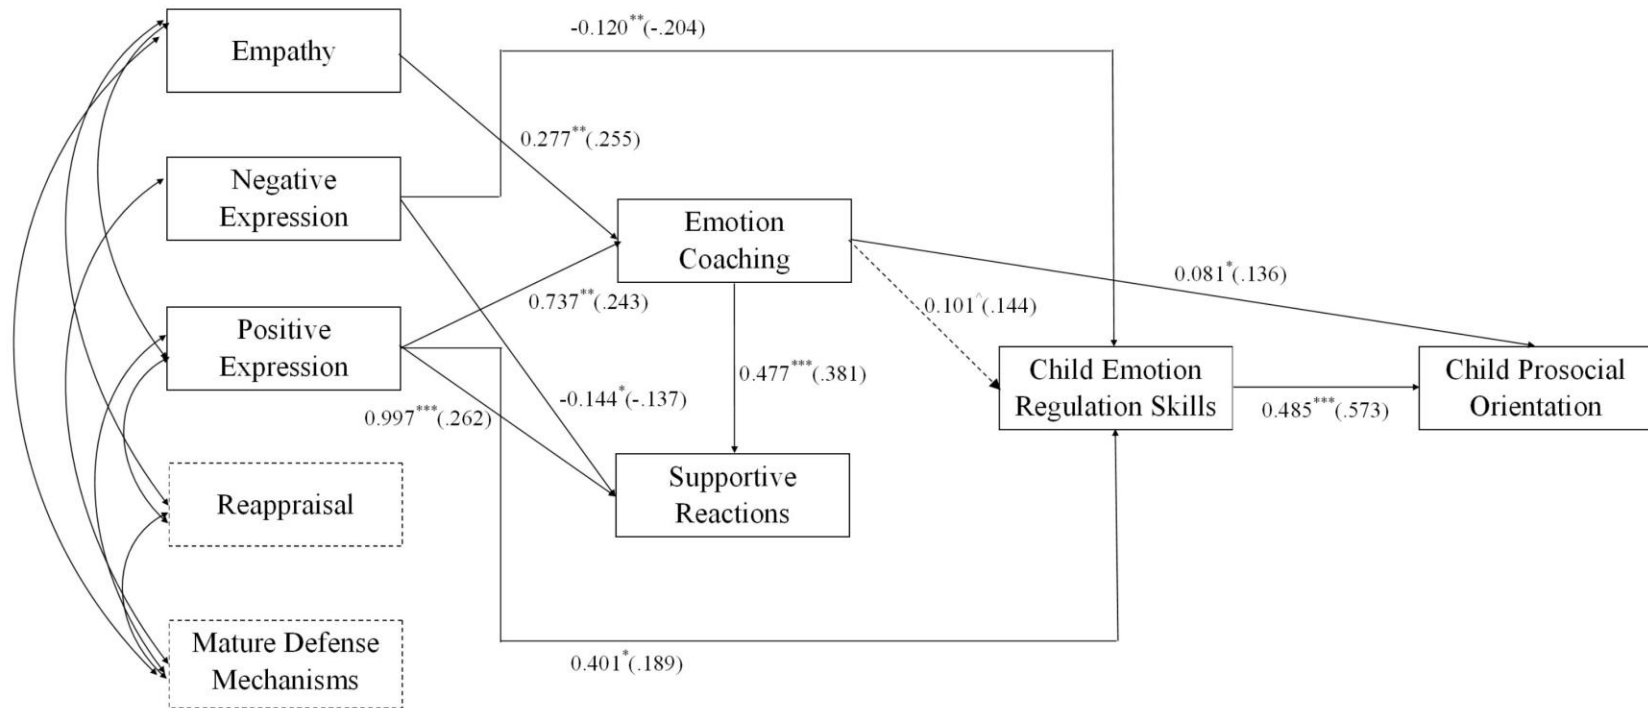 -0.120**(-.204)
Empathy
0.277**(.255)
Negative
Expression
Emotion
Coaching
0.081*(.136)
0.737**(.243)
0.101^(.144)
Positive
Expression
0.477***(.381)
-0.144*(-.137)
0.997***(.262)
Child Emotion
Regulation Skills
0.485***(.573)
Child Prosocial
Orientation
Supportive
Reactions
Reappraisal
Mature Defense
Mechanisms
0.401*(.189)